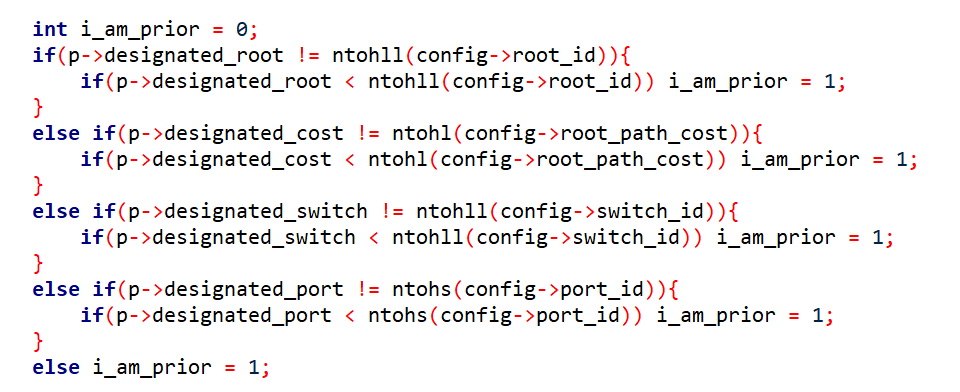 int i_am_prior = 0;
if(p->designated_root != ntohll(config->root_id)){
    if(p->designated_root < ntohll(config->root_id)) i_am_prior = 1;
}
else if(p->designated_cost != ntohl(config->root_path_cost)){
    if(p->designated_cost < ntohl(config->root_path_cost)) i_am_prior = 1;
}
else if(p->designated_switch != ntohll(config->switch_id)){
    if(p->designated_switch < ntohll(config->switch_id)) i_am_prior = 1;
}
else if(p->designated_port != ntohs(config->port_id)){
    if(p->designated_port < ntohs(config->port_id)) i_am_prior = 1;
}
else i_am_prior = 1;